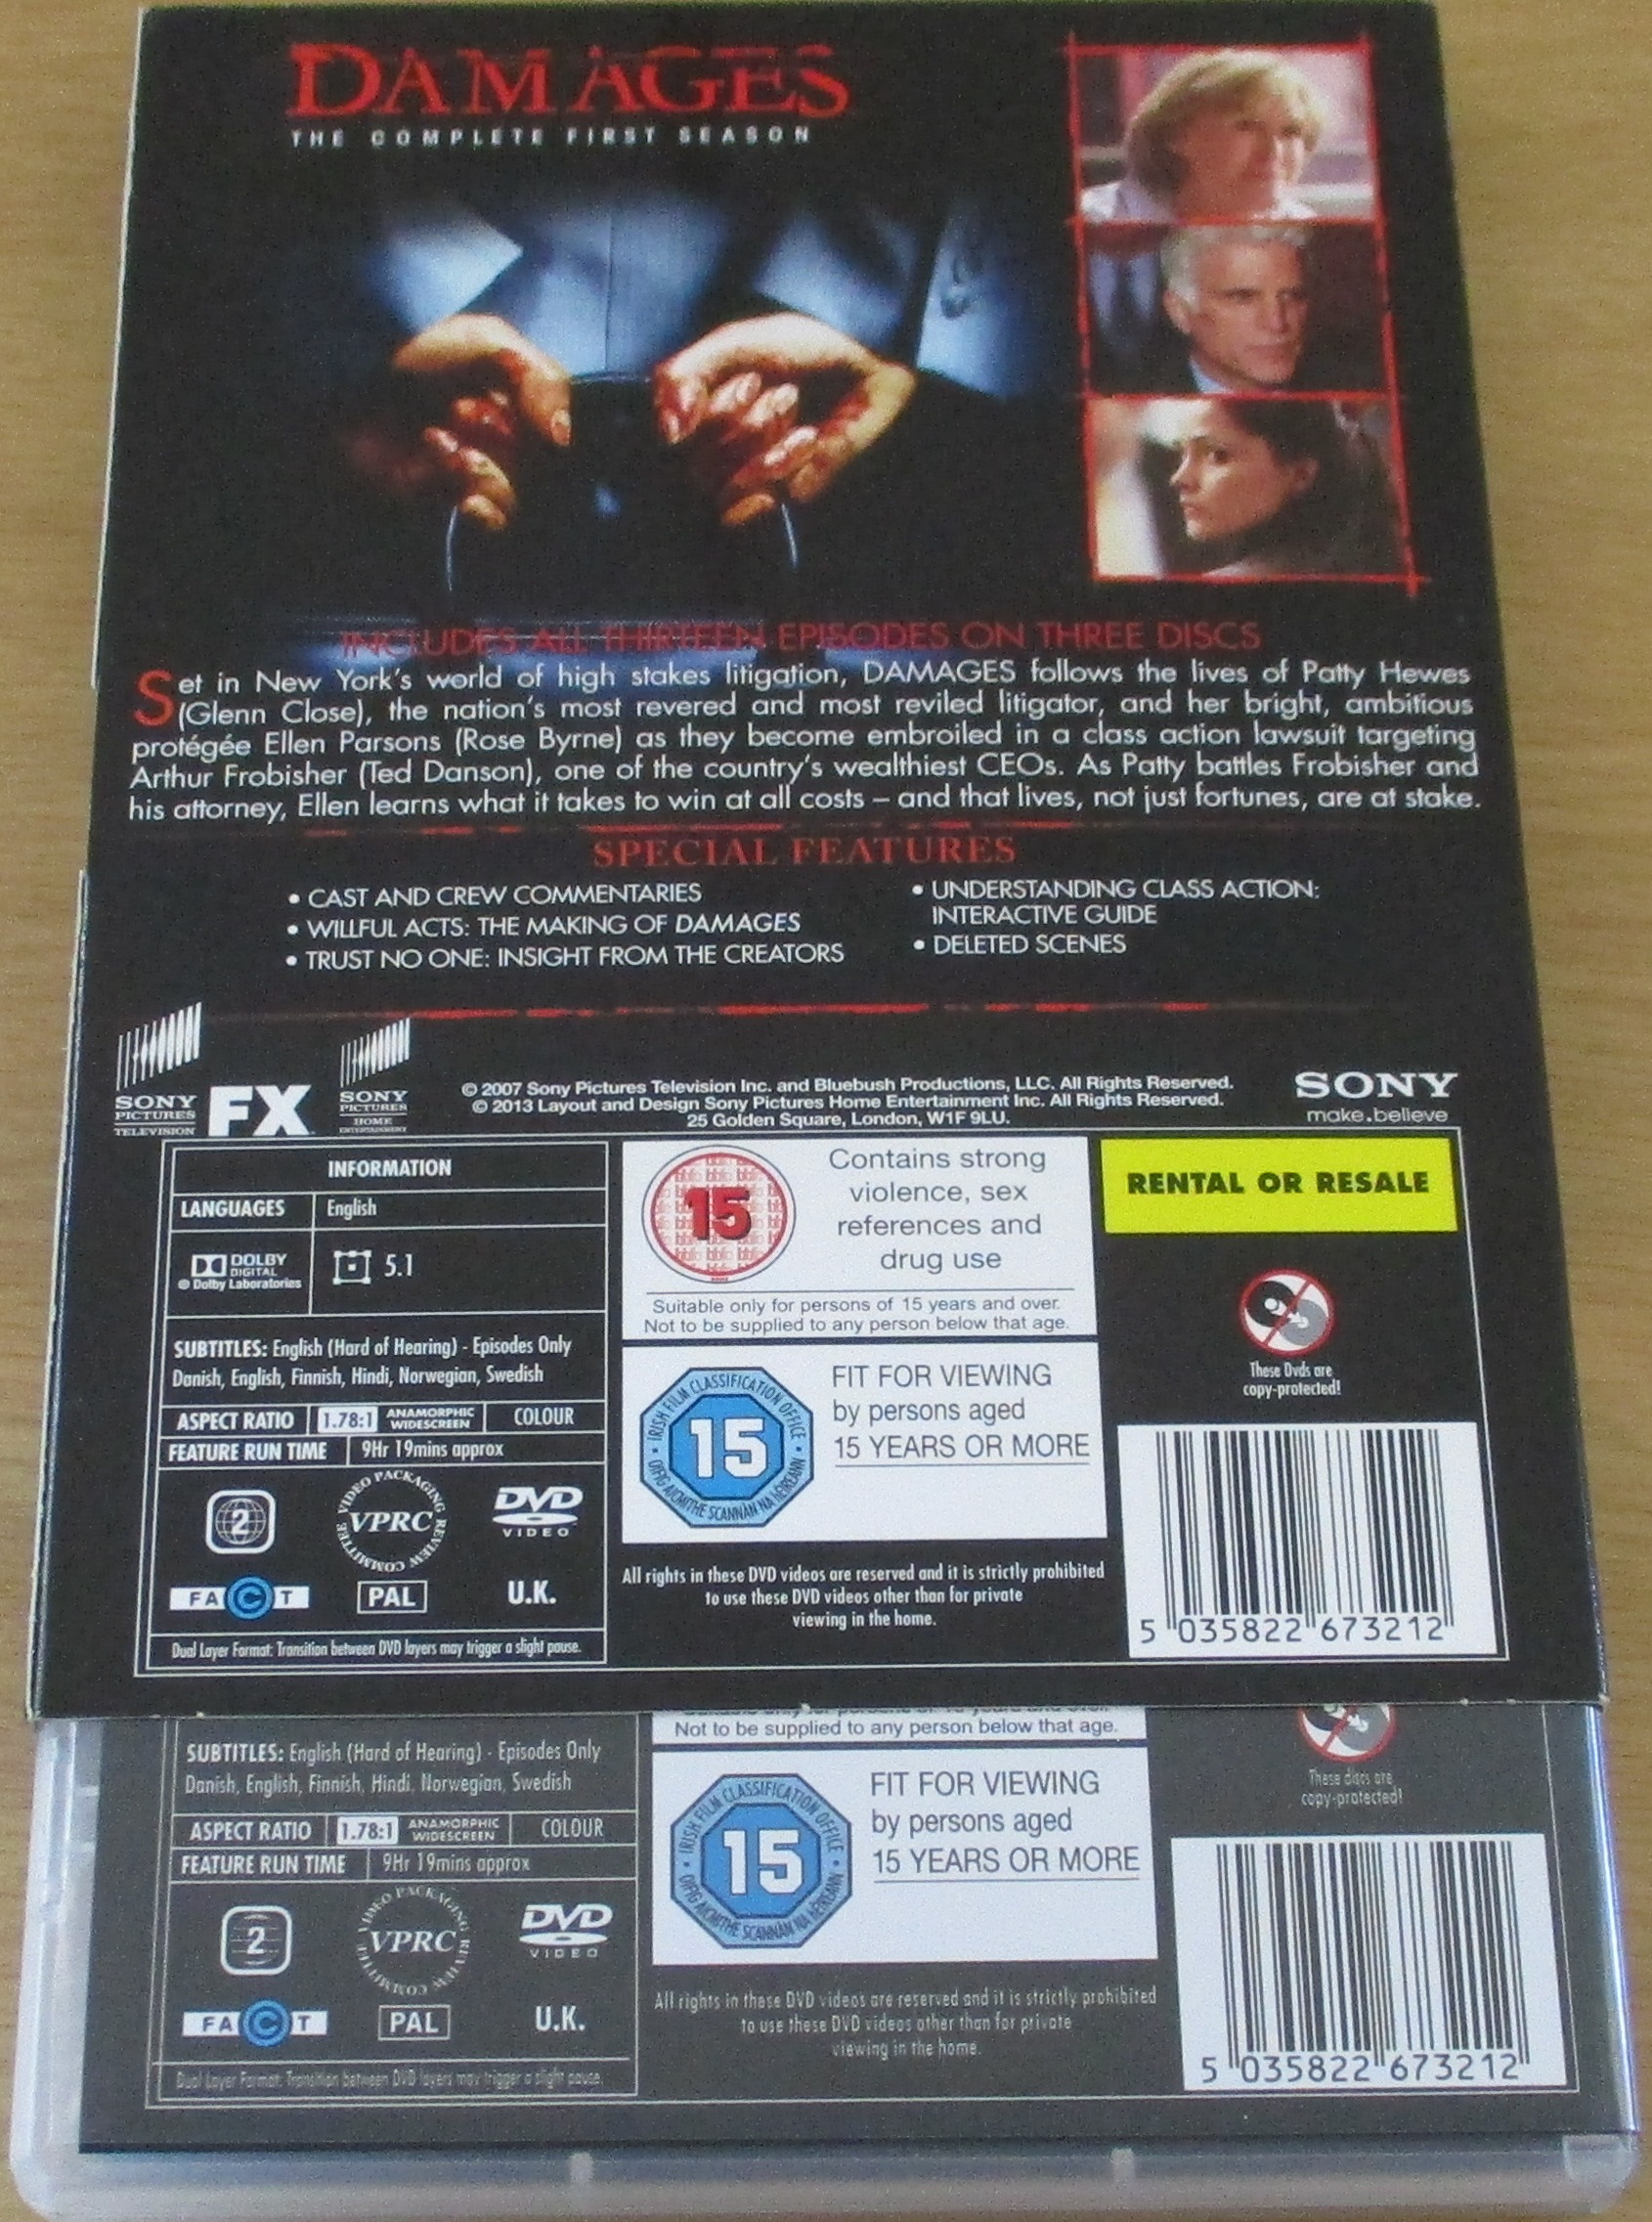 DAMAGES
THE COMPLETE FIRST SEASON
INCLUDES ALL THIRTEEN EPISODES ON THREE DISCS
Set in New York's world of high stakes litigation, DAMAGES follows the lives of Patty Hewes
(Glenn Close), the nation's most revered and most reviled litigator, and her bright, ambitious
protégée Ellen Parsons (Rose Byrne) as they become embroiled in a class action lawsuit targeting
Arthur Frobisher (Ted Danson), one of the country's wealthiest CEOs. As Patty battles Frobisher and
his attorney, Ellen learns what it takes to win at all costs – and that lives, not just fortunes, are at stake.
SPECIAL FEATURES
• CAST AND CREW COMMENTARIES
• WILLFUL ACTS: THE MAKING OF DAMAGES
• TRUST NO ONE: INSIGHT FROM THE CREATORS
• UNDERSTANDING CLASS ACTION:
INTERACTIVE GUIDE
• DELETED SCENES
SONY
PICTURES
TELEVISION
FX
SONY
PICTURES
HOME
ENTERTAINMENT
© 2007 Sony Pictures Television Inc. and Bluebush Productions, LLC. All Rights Reserved.
© 2013 Layout and Design Sony Pictures Home Entertainment Inc. All Rights Reserved.
25 Golden Square, London, W1F 9LU.
SONY
make.believe
INFORMATION
LANGUAGES English
DOLBY
DIGITAL
© Dolby Laboratories
5.1
SUBTITLES: English (Hard of Hearing) - Episodes Only
Danish, English, Finnish, Hindi, Norwegian, Swedish
ASPECT RATIO 1.78:1 ANAMORPHIC WIDESCREEN COLOUR
FEATURE RUN TIME 9Hr 19mins approx
2
VIDEO PACKAGING REVIEW COMMITTEE
VPRC
DVD
VIDEO
FACT
PAL
U.K.
Dual Layer Format: Transition between DVD layers may trigger a slight pause.
15
Contains strong
violence, sex
references and
drug use
Suitable only for persons of 15 years and over.
Not to be supplied to any person below that age.
IRISH FILM CLASSIFICATION OFFICE
15
OIFIG AICMITHE SCANNÁN NA hÉIREANN
FIT FOR VIEWING
by persons aged
15 YEARS OR MORE
All rights in these DVD videos are reserved and it is strictly prohibited
to use these DVD videos other than for private
viewing in the home.
RENTAL OR RESALE
These Dvds are
copy-protected!
5 035822 673212
SUBTITLES: English (Hard of Hearing) - Episodes Only
Danish, English, Finnish, Hindi, Norwegian, Swedish
ASPECT RATIO 1.78:1 ANAMORPHIC WIDESCREEN COLOUR
FEATURE RUN TIME 9Hr 19mins approx
2
VIDEO PACKAGING REVIEW COMMITTEE
VPRC
DVD
VIDEO
FACT
PAL
U.K.
Dual Layer Format: Transition between DVD layers may trigger a slight pause.
Not to be supplied to any person below that age.
IRISH FILM CLASSIFICATION OFFICE
15
OIFIG AICMITHE SCANNÁN NA hÉIREANN
FIT FOR VIEWING
by persons aged
15 YEARS OR MORE
All rights in these DVD videos are reserved and it is strictly prohibited
to use these DVD videos other than for private
viewing in the home.
These discs are
copy-protected!
5 035822 673212